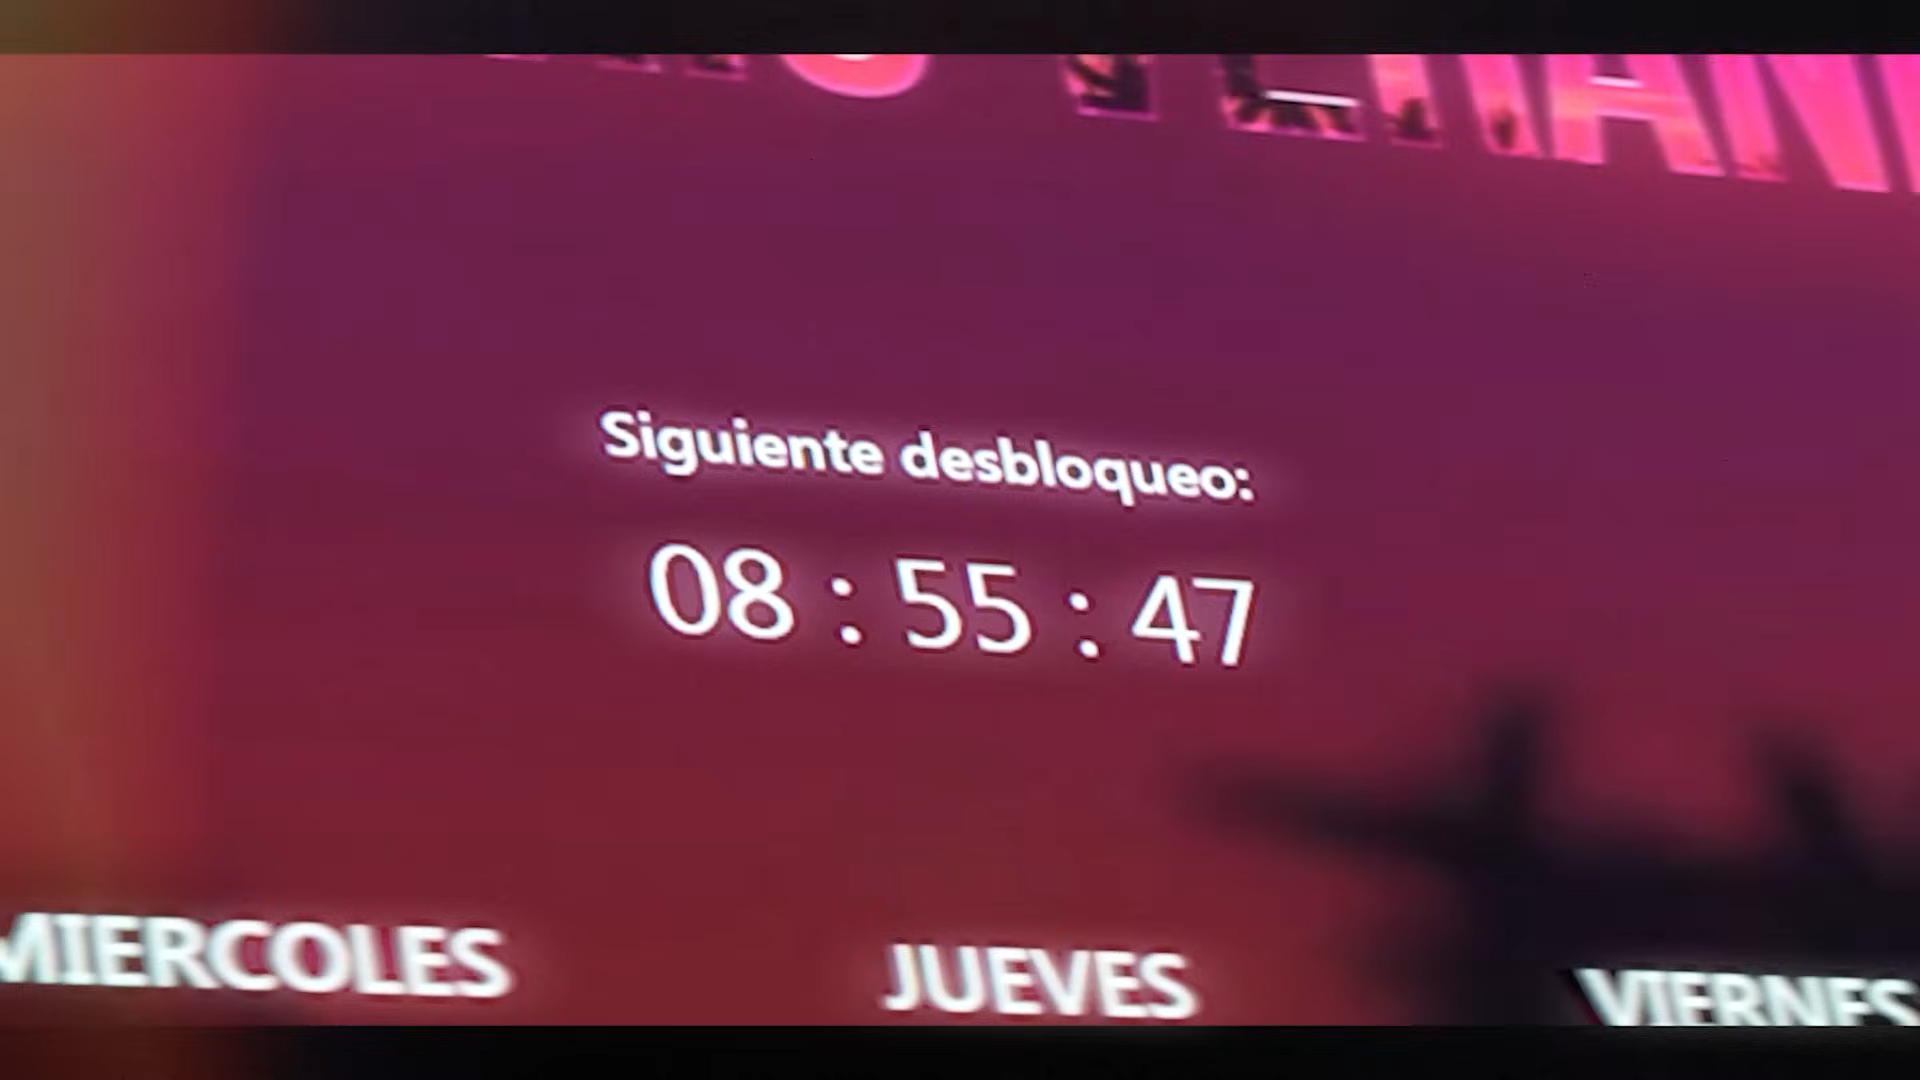 Siguiente desbloqueo:
08 : 55 : 47
MIERCOLES
JUEVES
VIERNES